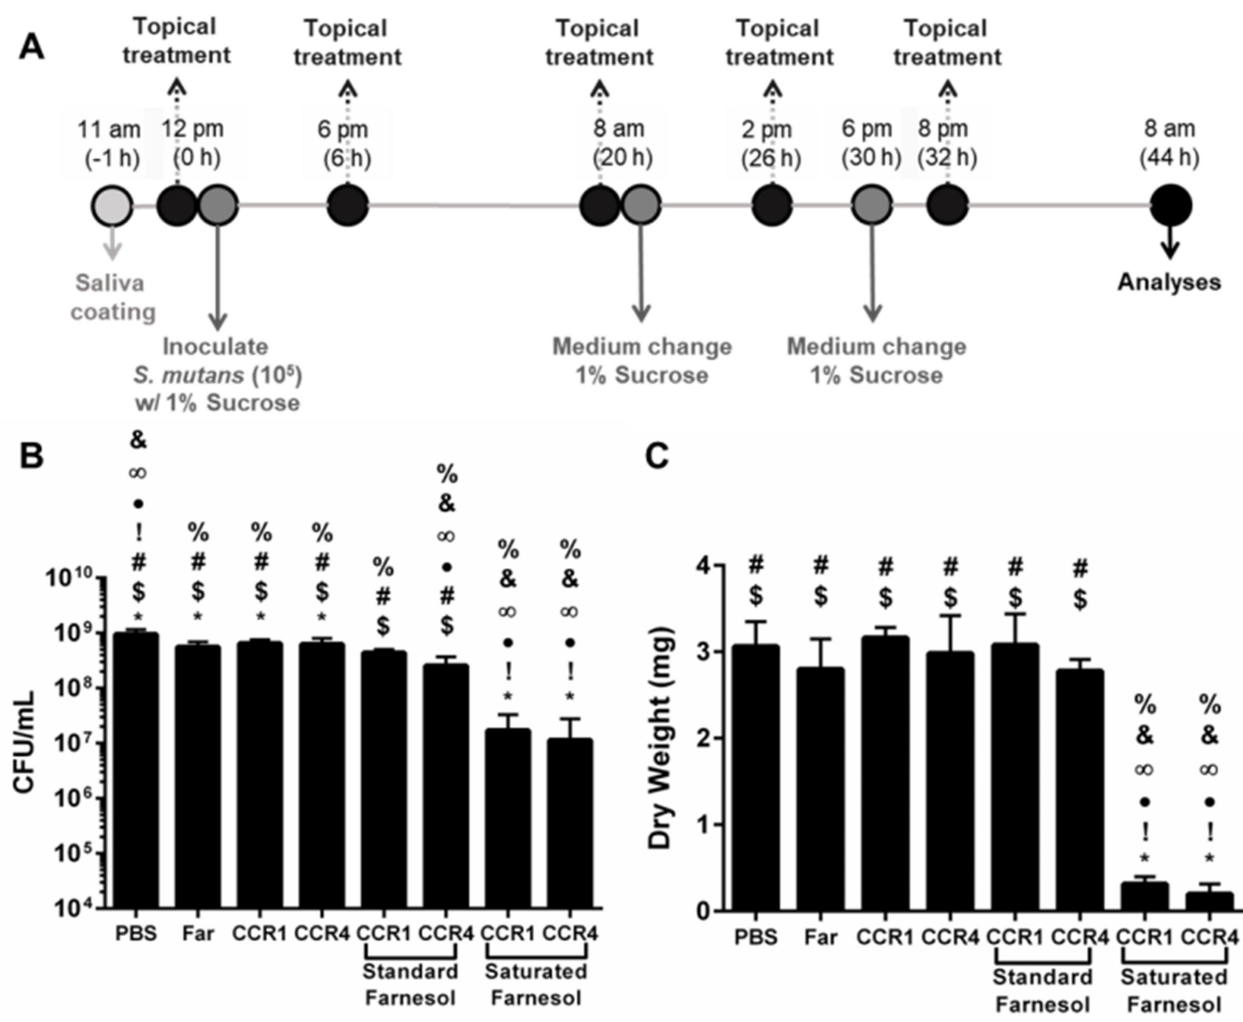 A
Topical treatment
Topical treatment
Topical treatment
Topical treatment
Topical treatment
11 am
(-1 h)
12 pm
(0 h)
6 pm
(6 h)
8 am
(20 h)
2 pm
(26 h)
6 pm
(30 h)
8 pm
(32 h)
8 am
(44 h)
Saliva
coating
Analyses
Inoculate
S. mutans (10⁵)
w/ 1% Sucrose
Medium change
1% Sucrose
Medium change
1% Sucrose
B
&
∞
•
!
#
$
*
%
#
$
*
%
#
$
*
%
#
$
*
%
#
$
%
&
∞
•
#
$
%
&
∞
•
!
*
%
&
∞
•
!
*
CFU/mL
10¹⁰
10⁹
10⁸
10⁷
10⁶
10⁵
10⁴
PBS Far CCR1 CCR4 CCR1 CCR4 CCR1 CCR4
Standard
Farnesol
Saturated
Farnesol
C
#
$
#
$
#
$
#
$
#
$
#
$
%
&
∞
•
!
*
%
&
∞
•
!
*
Dry Weight (mg)
4
3
2
1
0
PBS Far CCR1 CCR4 CCR1 CCR4 CCR1 CCR4
Standard
Farnesol
Saturated
Farnesol